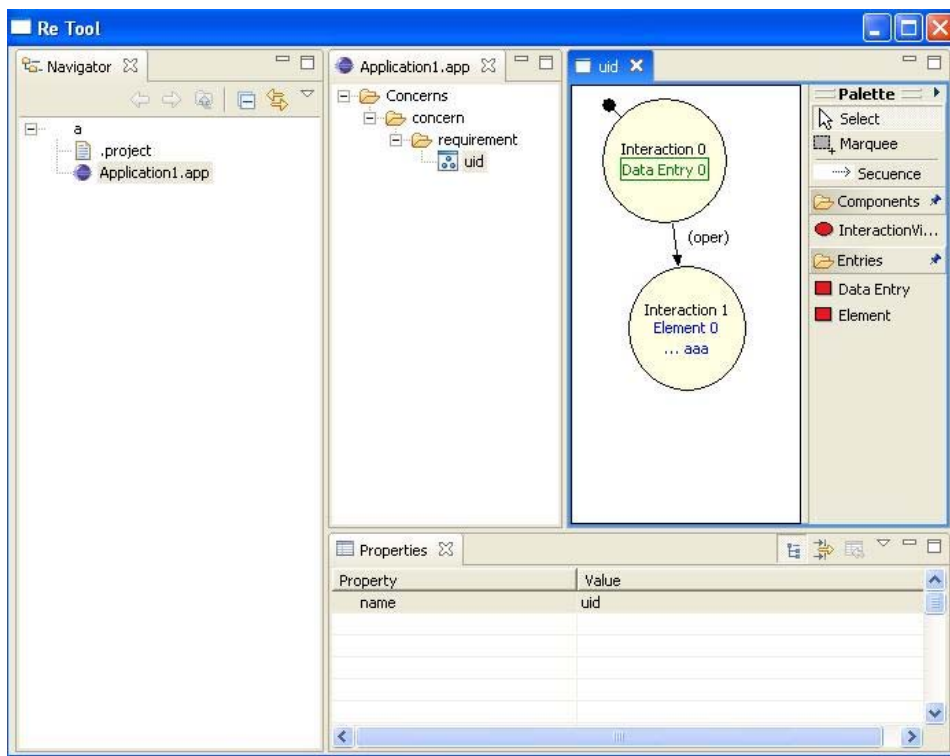 Re Tool
Navigator
a
.project
Application1.app
Application1.app
Concerns
concern
requirement
uid
uid
Interaction 0
Data Entry 0
(oper)
Interaction 1
Element 0
... aaa
Palette
Select
Marquee
Secuence
Components
InteractionVi...
Entries
Data Entry
Element
Properties
Property Value
name uid